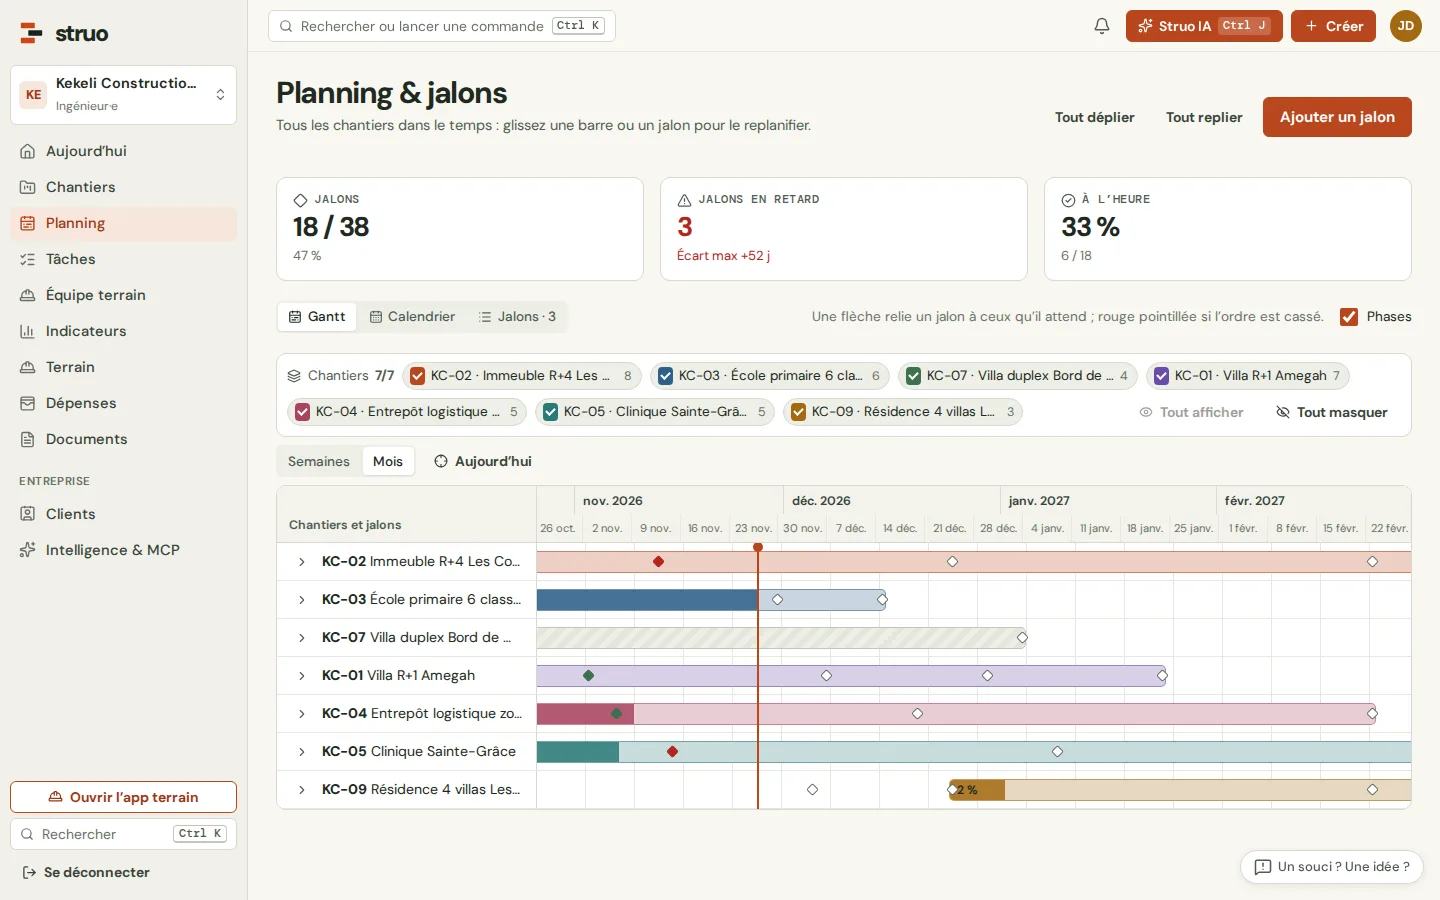 struo
Rechercher ou lancer une commande Ctrl K
Struo IA Ctrl J
Créer
JD
KE
Kekeli Constructio...
Ingénieur·e
Aujourd'hui
Chantiers
Planning
Tâches
Équipe terrain
Indicateurs
Terrain
Dépenses
Documents
ENTREPRISE
Clients
Intelligence & MCP
Ouvrir l'app terrain
Rechercher Ctrl K
Se déconnecter
Planning & jalons
Tous les chantiers dans le temps : glissez une barre ou un jalon pour le replanifier.
Tout déplier
Tout replier
Ajouter un jalon
JALONS
18 / 38
47 %
JALONS EN RETARD
3
Écart max +52 j
À L'HEURE
33 %
6 / 18
Gantt
Calendrier
Jalons · 3
Une flèche relie un jalon à ceux qu'il attend ; rouge pointillée si l'ordre est cassé.
Phases
Chantiers 7/7
KC-02 · Immeuble R+4 Les ... 8
KC-03 · École primaire 6 cla... 6
KC-07 · Villa duplex Bord de ... 4
KC-01 · Villa R+1 Amegah 7
KC-04 · Entrepôt logistique ... 5
KC-05 · Clinique Sainte-Grâ... 5
KC-09 · Résidence 4 villas L... 3
Tout afficher
Tout masquer
Semaines
Mois
Aujourd'hui
Chantiers et jalons
nov. 2026
déc. 2026
janv. 2027
févr. 2027
26 oct. 2 nov. 9 nov. 16 nov. 23 nov. 30 nov. 7 déc. 14 déc. 21 déc. 28 déc. 4 janv. 11 janv. 18 janv. 25 janv. 1 févr. 8 févr. 15 févr. 22 févr.
KC-02 Immeuble R+4 Les Co...
KC-03 École primaire 6 class...
KC-07 Villa duplex Bord de ...
KC-01 Villa R+1 Amegah
KC-04 Entrepôt logistique zo...
KC-05 Clinique Sainte-Grâce
KC-09 Résidence 4 villas Les...
2 %
Un souci ? Une idée ?